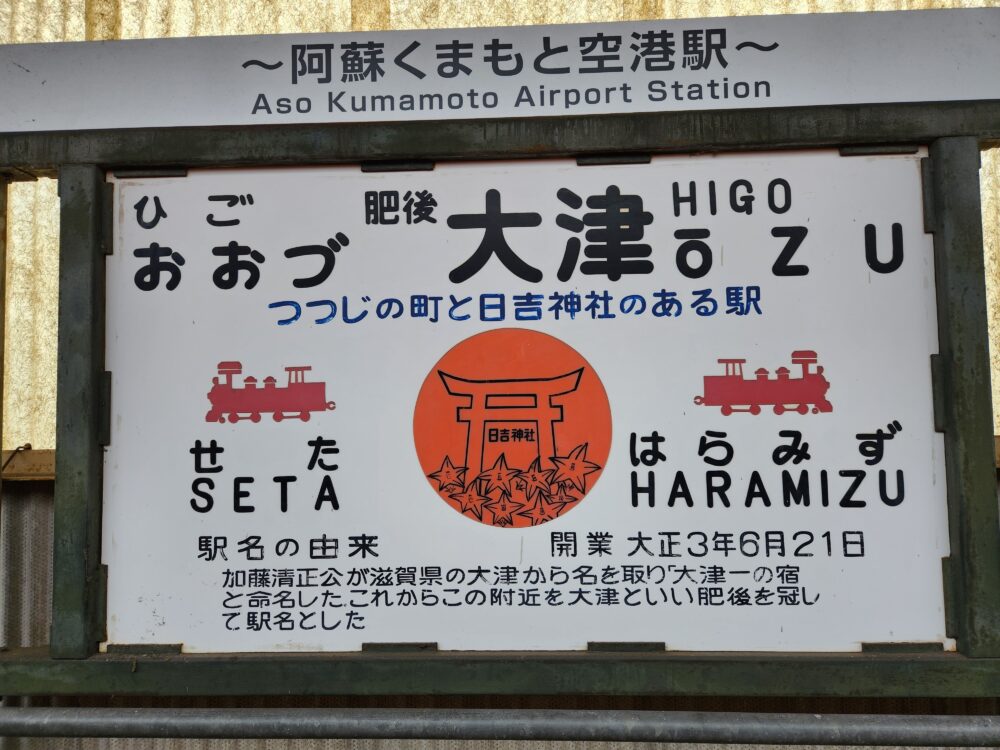 〜阿蘇くまもと空港駅〜
Aso Kumamoto Airport Station
ひご
おおづ
肥後
大津
HIGO
ōZU
つつじの町と日吉神社のある駅
日吉神社
せた
SETA
はらみず
HARAMIZU
駅名の由来
開業 大正3年6月21日
加藤清正公が滋賀県の大津から名を取り「大津一の宿
と命名した.これからこの附近を大津といい肥後を冠し
て駅名とした